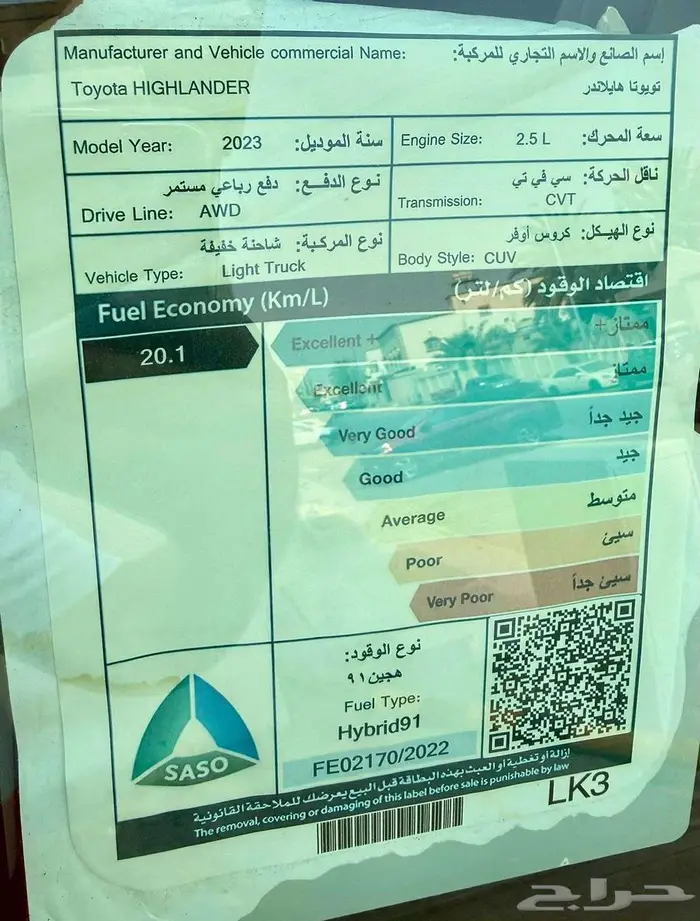 Manufacturer and Vehicle commercial Name: إسم الصانع والاسم التجاري للمركبة:
Toyota HIGHLANDER تويوتا هايلاندر
Model Year: 2023 سنة الموديل:
Engine Size: 2.5 L سعة المحرك:
نوع الدفـــع: دفع رباعي مستمر
Drive Line: AWD
ناقل الحركة: سي في تي
Transmission: CVT
نوع المركبة: شاحنة خفيفة
Vehicle Type: Light Truck
نوع الهيكل: كروس أوفر
Body Style: CUV
Fuel Economy (Km/L) اقتصاد الوقود (كم/لتر)
20.1
Excellent + ممتاز+
Excellent ممتاز
Very Good جيد جداً
Good جيد
Average متوسط
Poor سيئ
Very Poor سيئ جداً
نوع الوقود:
هجين ٩١
Fuel Type:
Hybrid91
FE02170/2022
SASO
إزالة أو تغطية أو العبث بهذه البطاقة قبل البيع يعرضك للملاحقة القانونية
The removal, covering or damaging of this label before sale is punishable by law
LK3
حراج